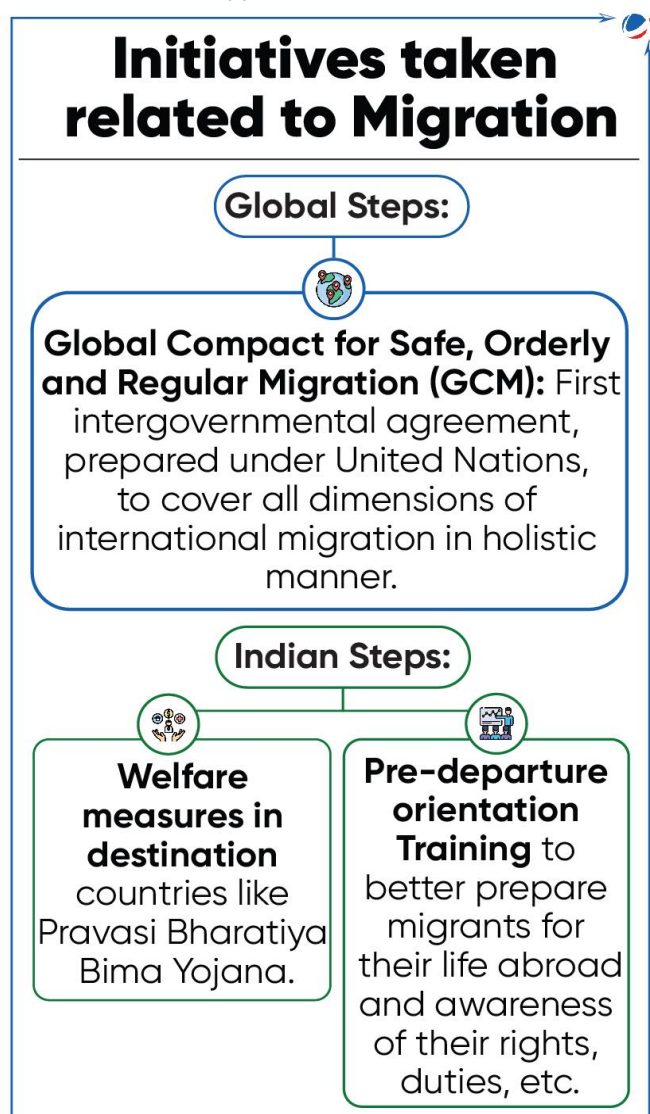 Initiatives taken
related to Migration
Global Steps:
Global Compact for Safe, Orderly
and Regular Migration (GCM): First
intergovernmental agreement,
prepared under United Nations,
to cover all dimensions of
international migration in holistic
manner.
Indian Steps:
Welfare
measures in
destination
countries like
Pravasi Bharatiya
Bima Yojana.
Pre-departure
orientation
Training to
better prepare
migrants for
their life abroad
and awareness
of their rights,
duties, etc.